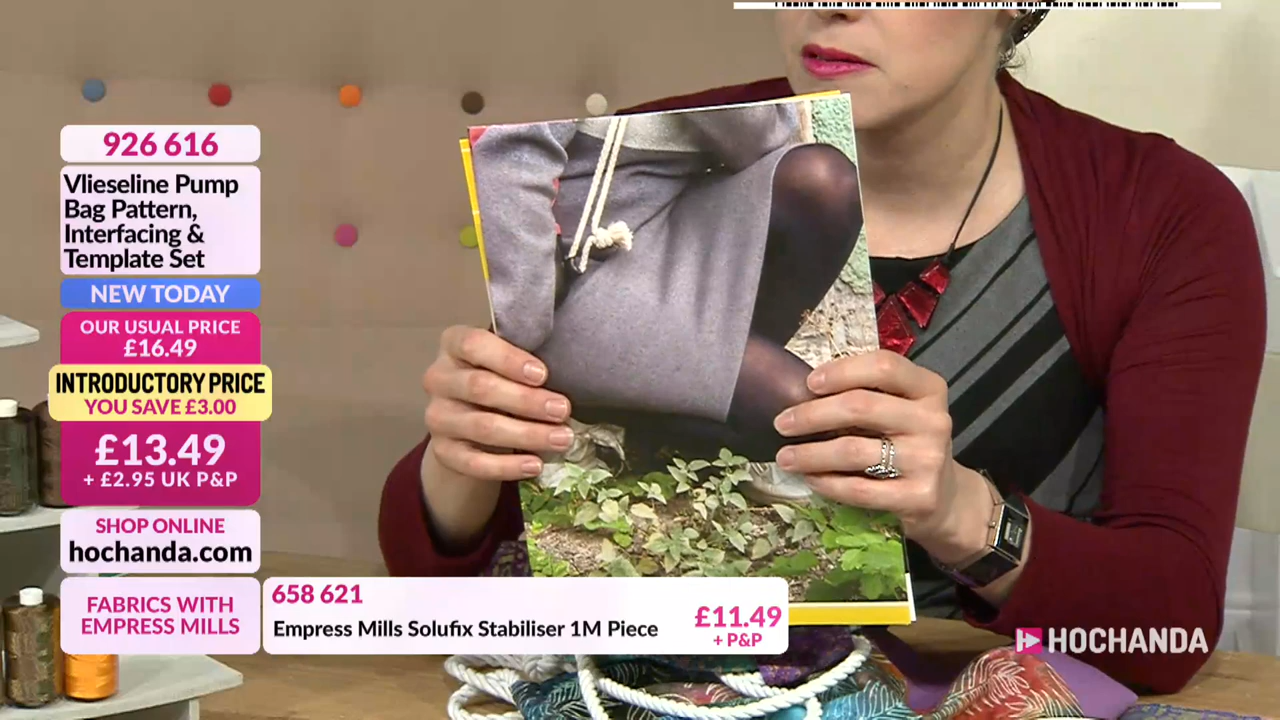 926 616
Vlieseline Pump
Bag Pattern,
Interfacing &
Template Set
NEW TODAY
OUR USUAL PRICE
£16.49
INTRODUCTORY PRICE
YOU SAVE £3.00
£13.49
+ £2.95 UK P&P
SHOP ONLINE
hochanda.com
FABRICS WITH
EMPRESS MILLS
658 621
Empress Mills Solufix Stabiliser 1M Piece
£11.49
+ P&P
HOCHANDA